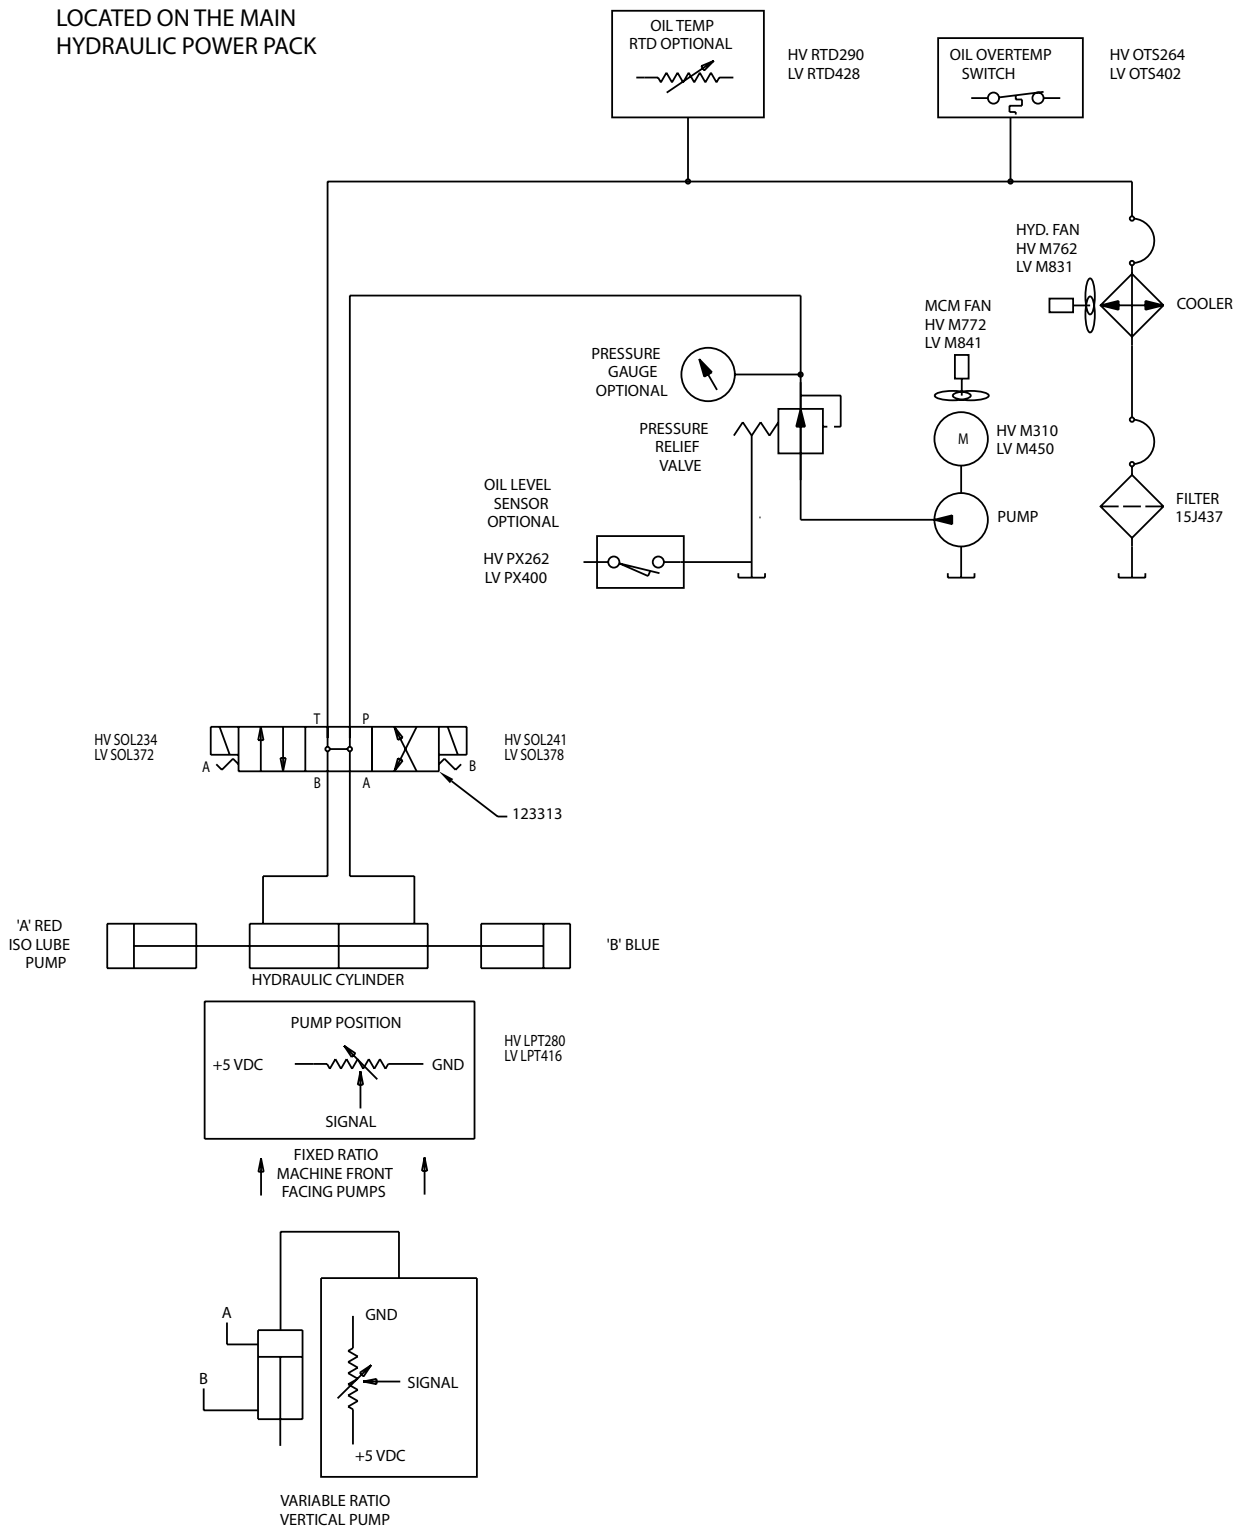 LOCATED ON THE MAIN
HYDRAULIC POWER PACK
OIL TEMP
RTD OPTIONAL
HV RTD290
LV RTD428
OIL OVERTEMP
SWITCH
HV OTS264
LV OTS402
HYD. FAN
HV M762
LV M831
COOLER
MCM FAN
HV M772
LV M841
PRESSURE
GAUGE
OPTIONAL
PRESSURE
RELIEF
VALVE
M
HV M310
LV M450
OIL LEVEL
SENSOR
OPTIONAL
HV PX262
LV PX400
PUMP
FILTER
15J437
T
P
HV SOL234
LV SOL372
A
B
HV SOL241
LV SOL378
B
A
123313
'A' RED
ISO LUBE
PUMP
'B' BLUE
HYDRAULIC CYLINDER
PUMP POSITION
+5 VDC
GND
SIGNAL
HV LPT280
LV LPT416
FIXED RATIO
MACHINE FRONT
FACING PUMPS
A
B
GND
SIGNAL
+5 VDC
VARIABLE RATIO
VERTICAL PUMP